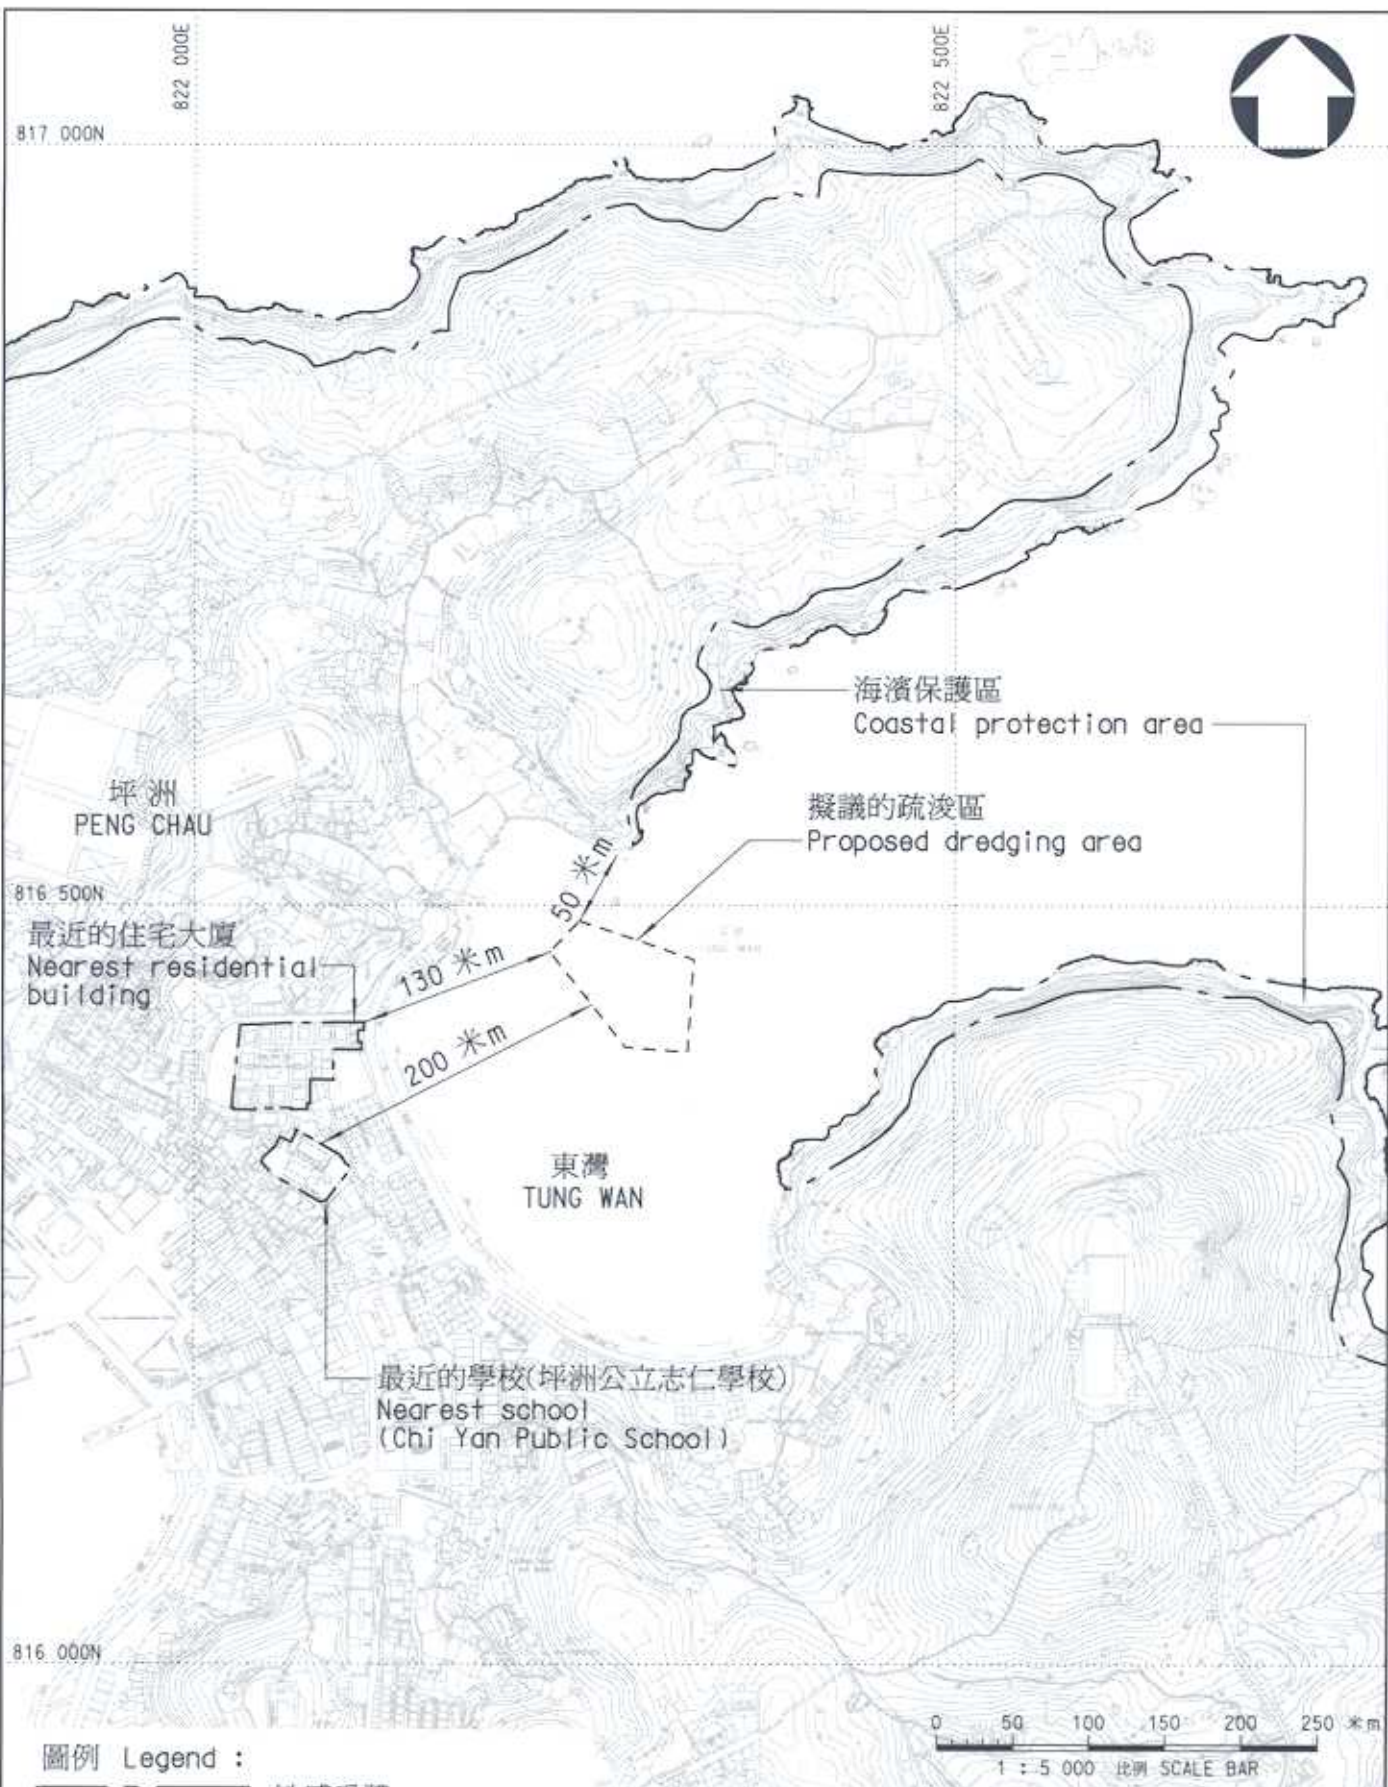 822 000E
822 500E
817 000N
海濱保護區
Coastal protection area
坪洲
PENG CHAU
擬議的疏浚區
Proposed dredging area
50 米m
816 500N
最近的住宅大廈
Nearest residential
building
130 米m
200 米m
東灣
TUNG WAN
最近的學校(坪洲公立志仁學校)
Nearest school
(Chi Yan Public School)
816 000N
0 50 100 150 200 250 米m
1 : 5 000 比例 SCALE BAR
圖例 Legend :